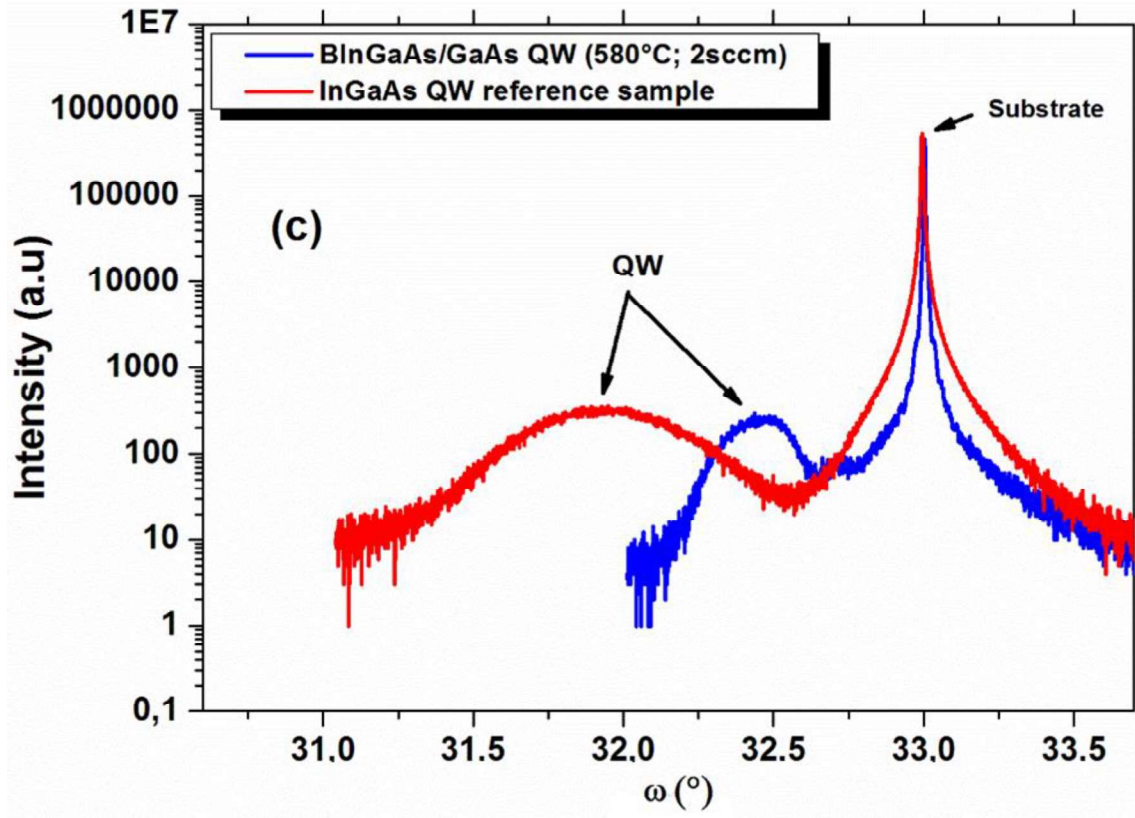 1E7
BInGaAs/GaAs QW (580°C; 2sccm)
InGaAs QW reference sample
1000000
Substrate
100000
(c)
QW
10000
1000
100
10
1
0,1
Intensity (a.u)
31.0 31.5 32.0 32.5 33.0 33.5
ω (°)